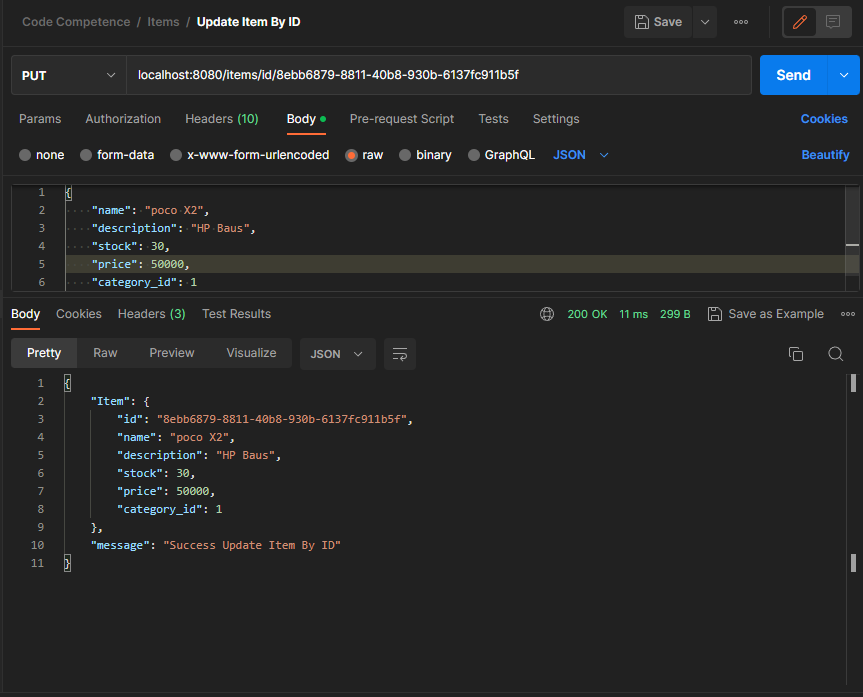 Code Competence / Items / Update Item By ID Save
PUT localhost:8080/items/id/8ebb6879-8811-40b8-930b-6137fc911b5f Send
Params Authorization Headers (10) Body Pre-request Script Tests Settings Cookies
none form-data x-www-form-urlencoded raw binary GraphQL JSON Beautify
1 {
2 "name": "poco X2",
3 "description": "HP Baus",
4 "stock": 30,
5 "price": 50000,
6 "category_id": 1
Body Cookies Headers (3) Test Results 200 OK 11 ms 299 B Save as Example
Pretty Raw Preview Visualize JSON
1 {
2 "Item": {
3 "id": "8ebb6879-8811-40b8-930b-6137fc911b5f",
4 "name": "poco X2",
5 "description": "HP Baus",
6 "stock": 30,
7 "price": 50000,
8 "category_id": 1
9 },
10 "message": "Success Update Item By ID"
11 }